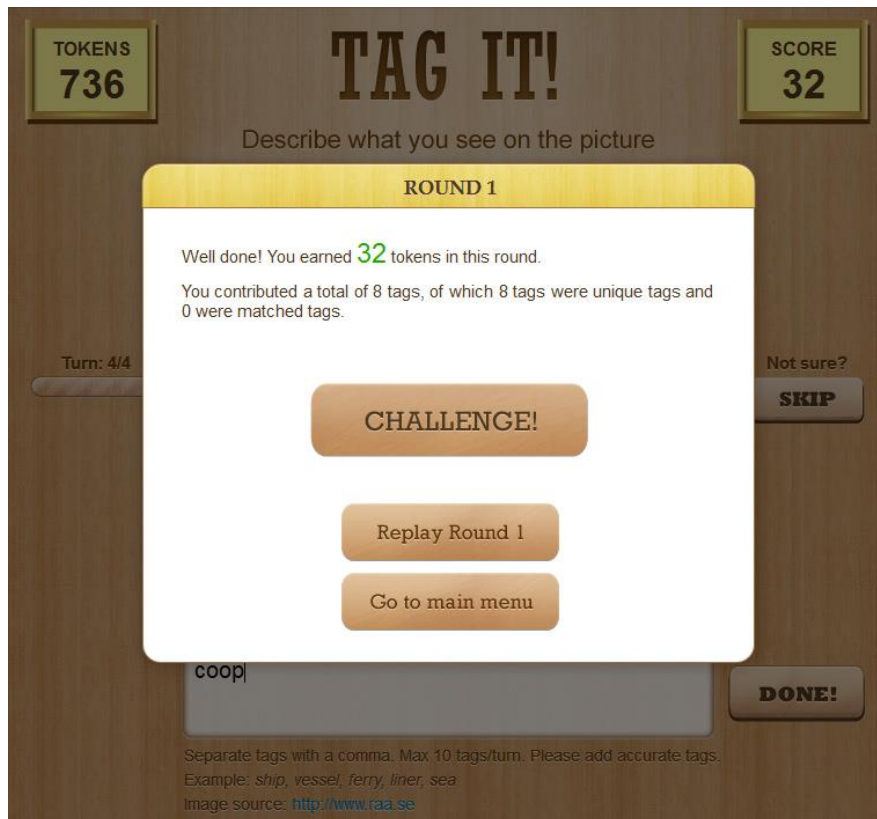 TOKENS
736
TAG IT!
SCORE
32
Describe what you see on the picture
ROUND 1
Well done! You earned 32 tokens in this round.
You contributed a total of 8 tags, of which 8 tags were unique tags and
0 were matched tags.
Turn: 4/4
Not sure?
SKIP
CHALLENGE!
Replay Round 1
Go to main menu
coop
DONE!
Separate tags with a comma. Max 10 tags/turn. Please add accurate tags.
Example: ship, vessel, ferry, liner, sea
Image source: http://www.raa.se